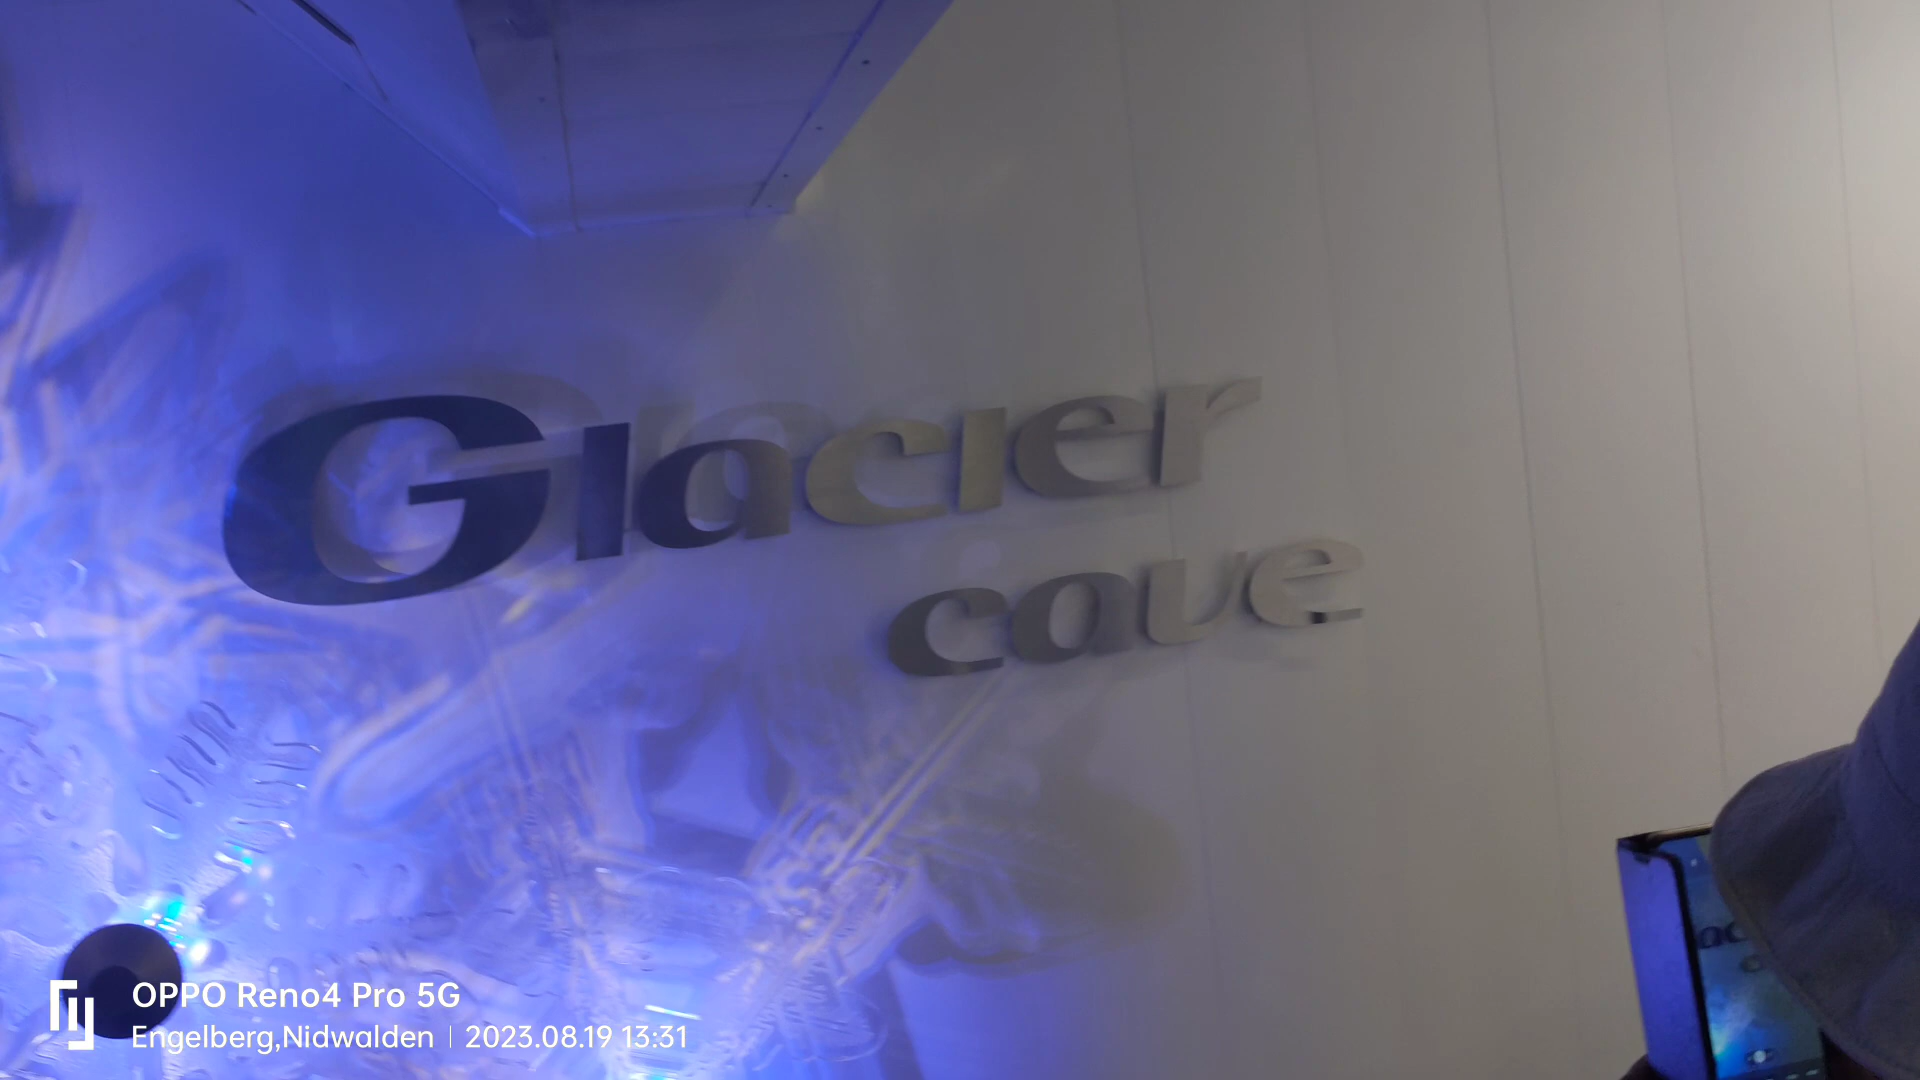 Glacier
cave
OPPO Reno4 Pro 5G
Engelberg,Nidwalden | 2023.08.19 13:31